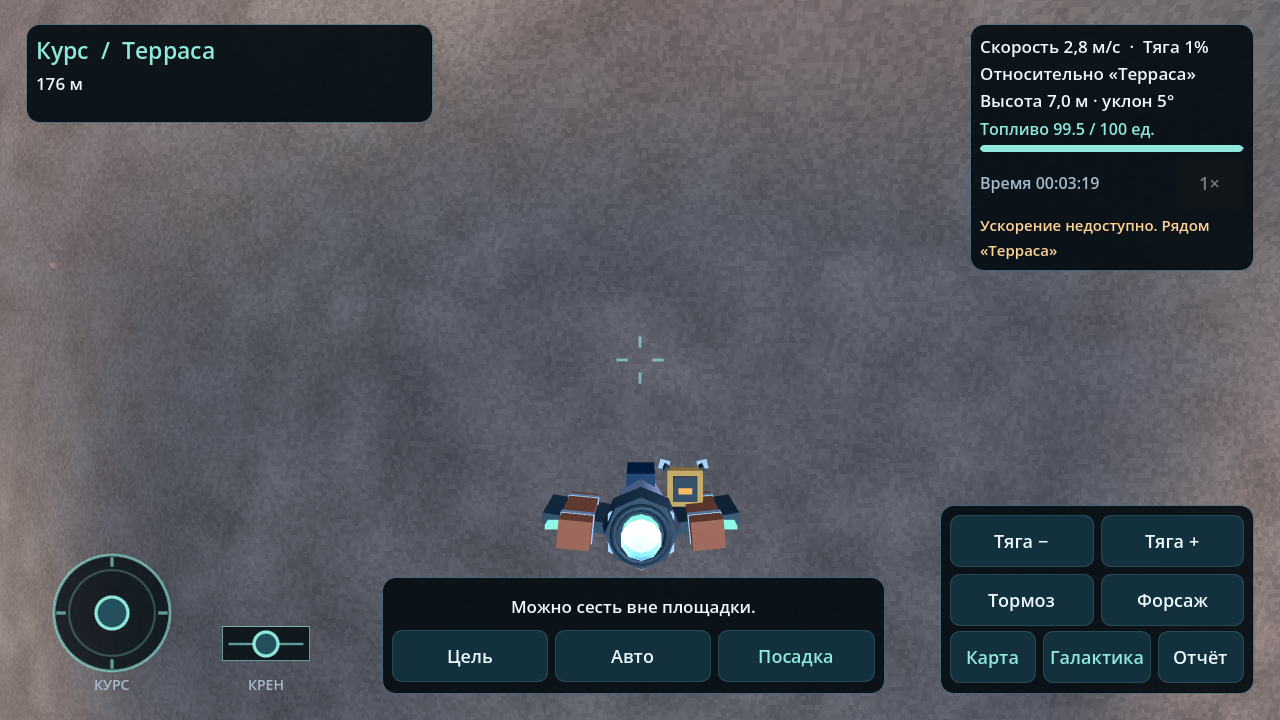 Курс / Терраса
176 м
Скорость 2,8 м/с · Тяга 1%
Относительно «Терраса»
Высота 7,0 м · уклон 5°
Топливо 99.5 / 100 ед.
Время 00:03:19
1×
Ускорение недоступно. Рядом
«Терраса»
Тяга −
Тяга +
Тормоз
Форсаж
Карта
Галактика
Отчёт
Можно сесть вне площадки.
Цель
Авто
Посадка
КУРС
КРЕН